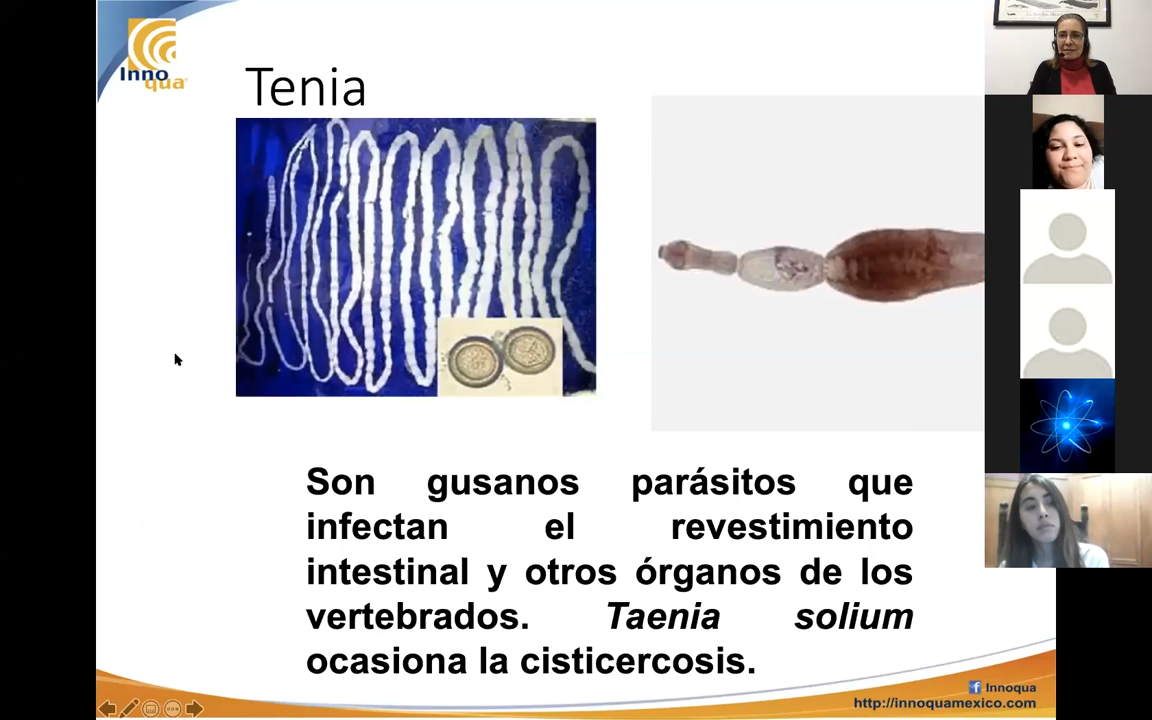 Inno
qua
Tenia
Son gusanos parásitos que
infectan el revestimiento
intestinal y otros órganos de los
vertebrados. Taenia solium
ocasiona la cisticercosis.
Innoqua
http://innoquamexico.com